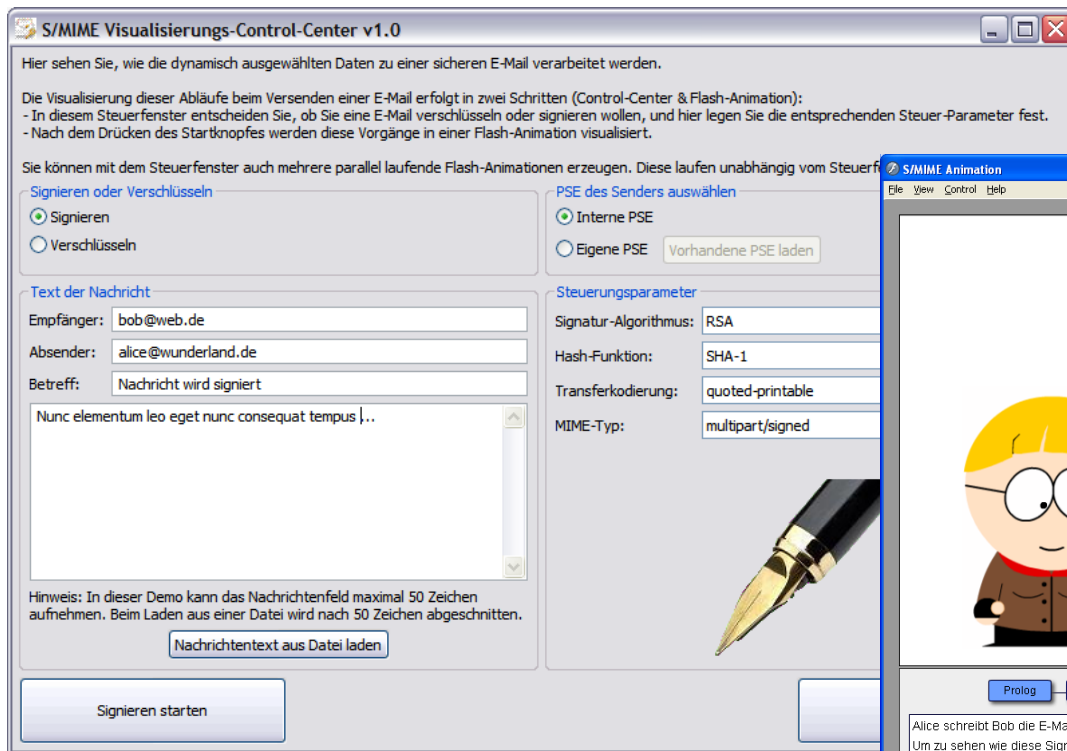 S/MIME Visualisierungs-Control-Center v1.0
Hier sehen Sie, wie die dynamisch ausgewählten Daten zu einer sicheren E-Mail verarbeitet werden.
Die Visualisierung dieser Abläufe beim Versenden einer E-Mail erfolgt in zwei Schritten (Control-Center & Flash-Animation):
- In diesem Steuerfenster entscheiden Sie, ob Sie eine E-Mail verschlüsseln oder signieren wollen, und hier legen Sie die entsprechenden Steuer-Parameter fest.
- Nach dem Drücken des Startknopfes werden diese Vorgänge in einer Flash-Animation visualisiert.
Sie können mit dem Steuerfenster auch mehrere parallel laufende Flash-Animationen erzeugen. Diese laufen unabhängig vom Steuerf
Signieren oder Verschlüsseln
Signieren
Verschlüsseln
PSE des Senders auswählen
Interne PSE
Eigene PSE Vorhandene PSE laden
Text der Nachricht
Empfänger: bob@web.de
Absender: alice@wunderland.de
Betreff: Nachricht wird signiert
Nunc elementum leo eget nunc consequat tempus ...
Hinweis: In dieser Demo kann das Nachrichtenfeld maximal 50 Zeichen
aufnehmen. Beim Laden aus einer Datei wird nach 50 Zeichen abgeschnitten.
Nachrichtentext aus Datei laden
Steuerungsparameter
Signatur-Algorithmus: RSA
Hash-Funktion: SHA-1
Transferkodierung: quoted-printable
MIME-Typ: multipart/signed
Signieren starten
S/MIME Animation
File View Control Help
Prolog
Alice schreibt Bob die E-Ma
Um zu sehen wie diese Sign